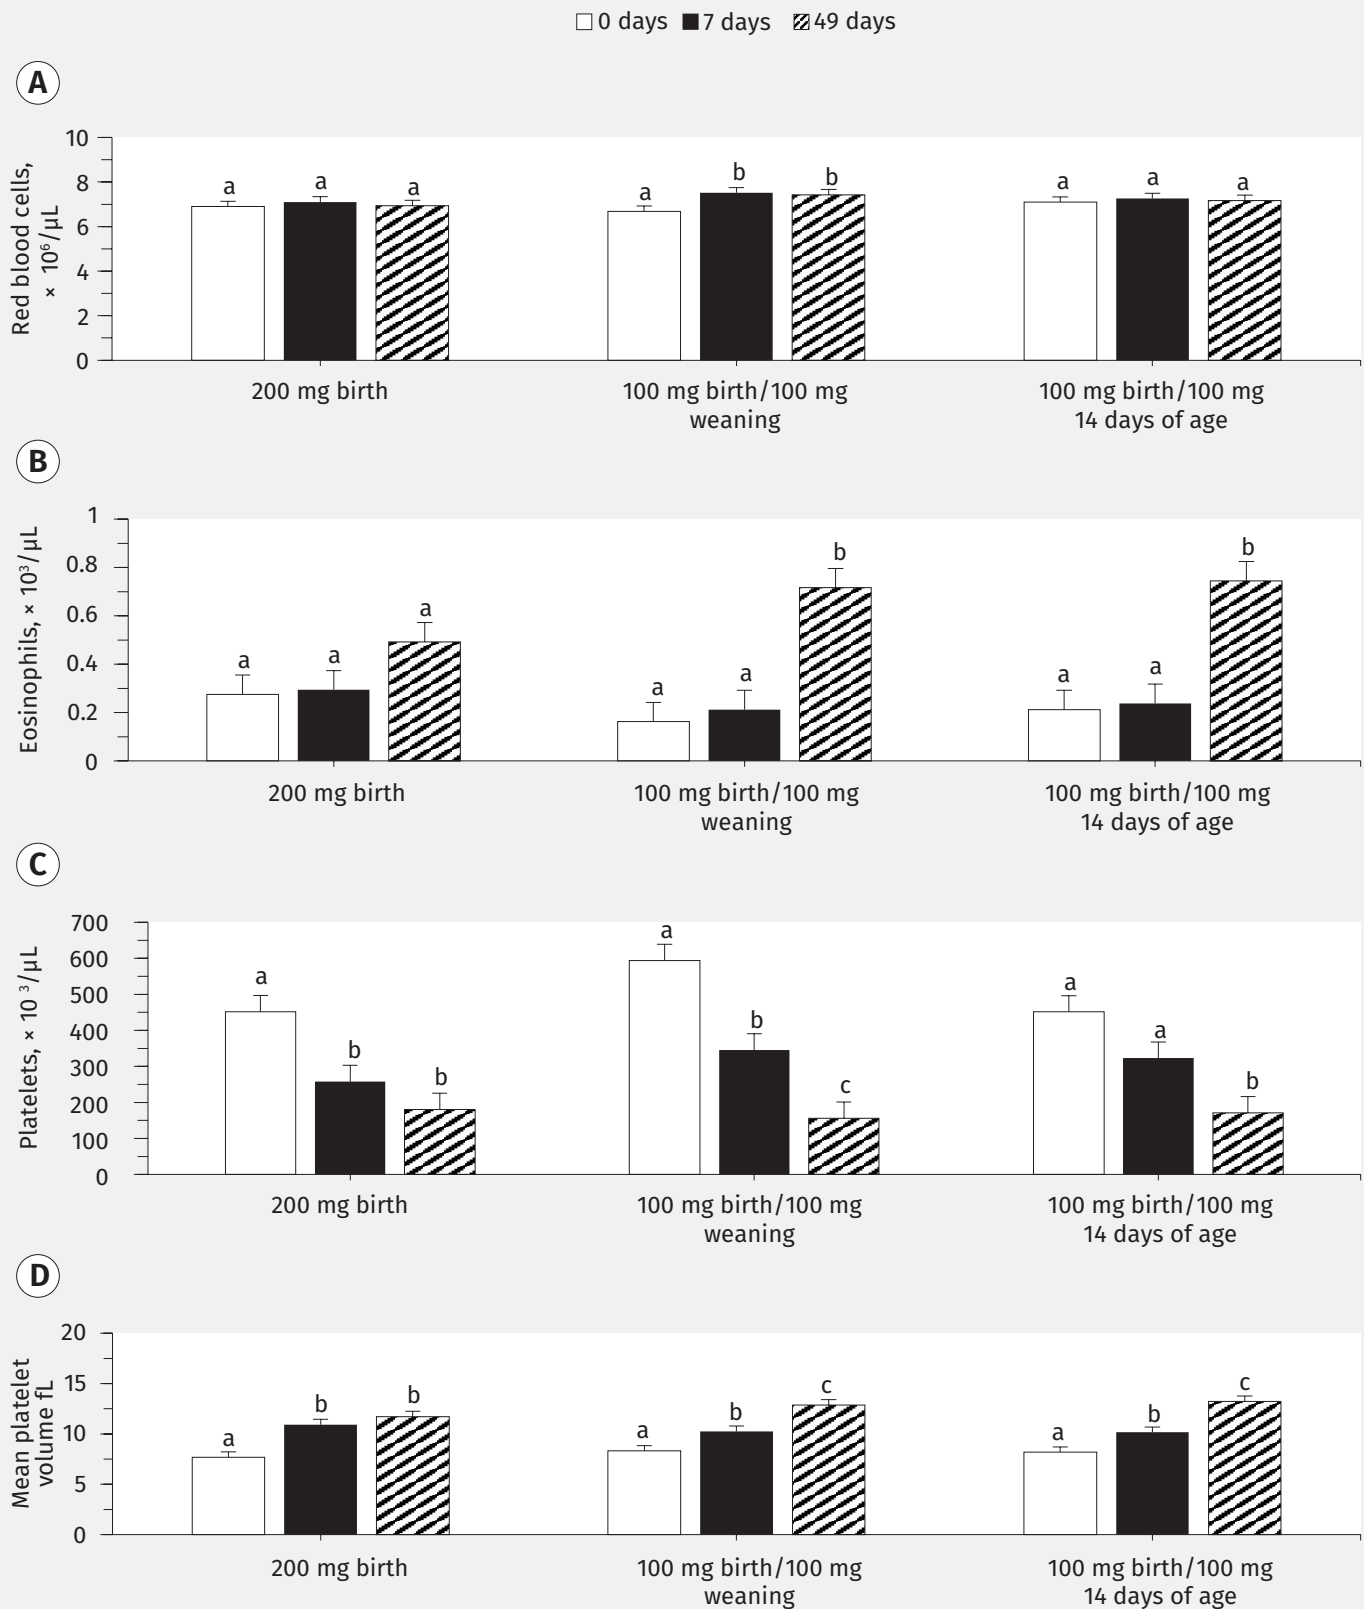 0 days 7 days 49 days
A
Red blood cells,
× 10⁶/µL
10
8
6
4
2
0
a a a
a b b
a a a
200 mg birth
100 mg birth/100 mg
weaning
100 mg birth/100 mg
14 days of age
B
Eosinophils, × 10³/µL
1
0.8
0.6
0.4
0.2
0
a a a
a a b
a a b
200 mg birth
100 mg birth/100 mg
weaning
100 mg birth/100 mg
14 days of age
C
Platelets, × 10 ³/µL
700
600
500
400
300
200
100
0
a b b
a b c
a a b
200 mg birth
100 mg birth/100 mg
weaning
100 mg birth/100 mg
14 days of age
D
Mean platelet
volume fL
20
15
10
5
0
a b b
a b c
a b c
200 mg birth
100 mg birth/100 mg
weaning
100 mg birth/100 mg
14 days of age